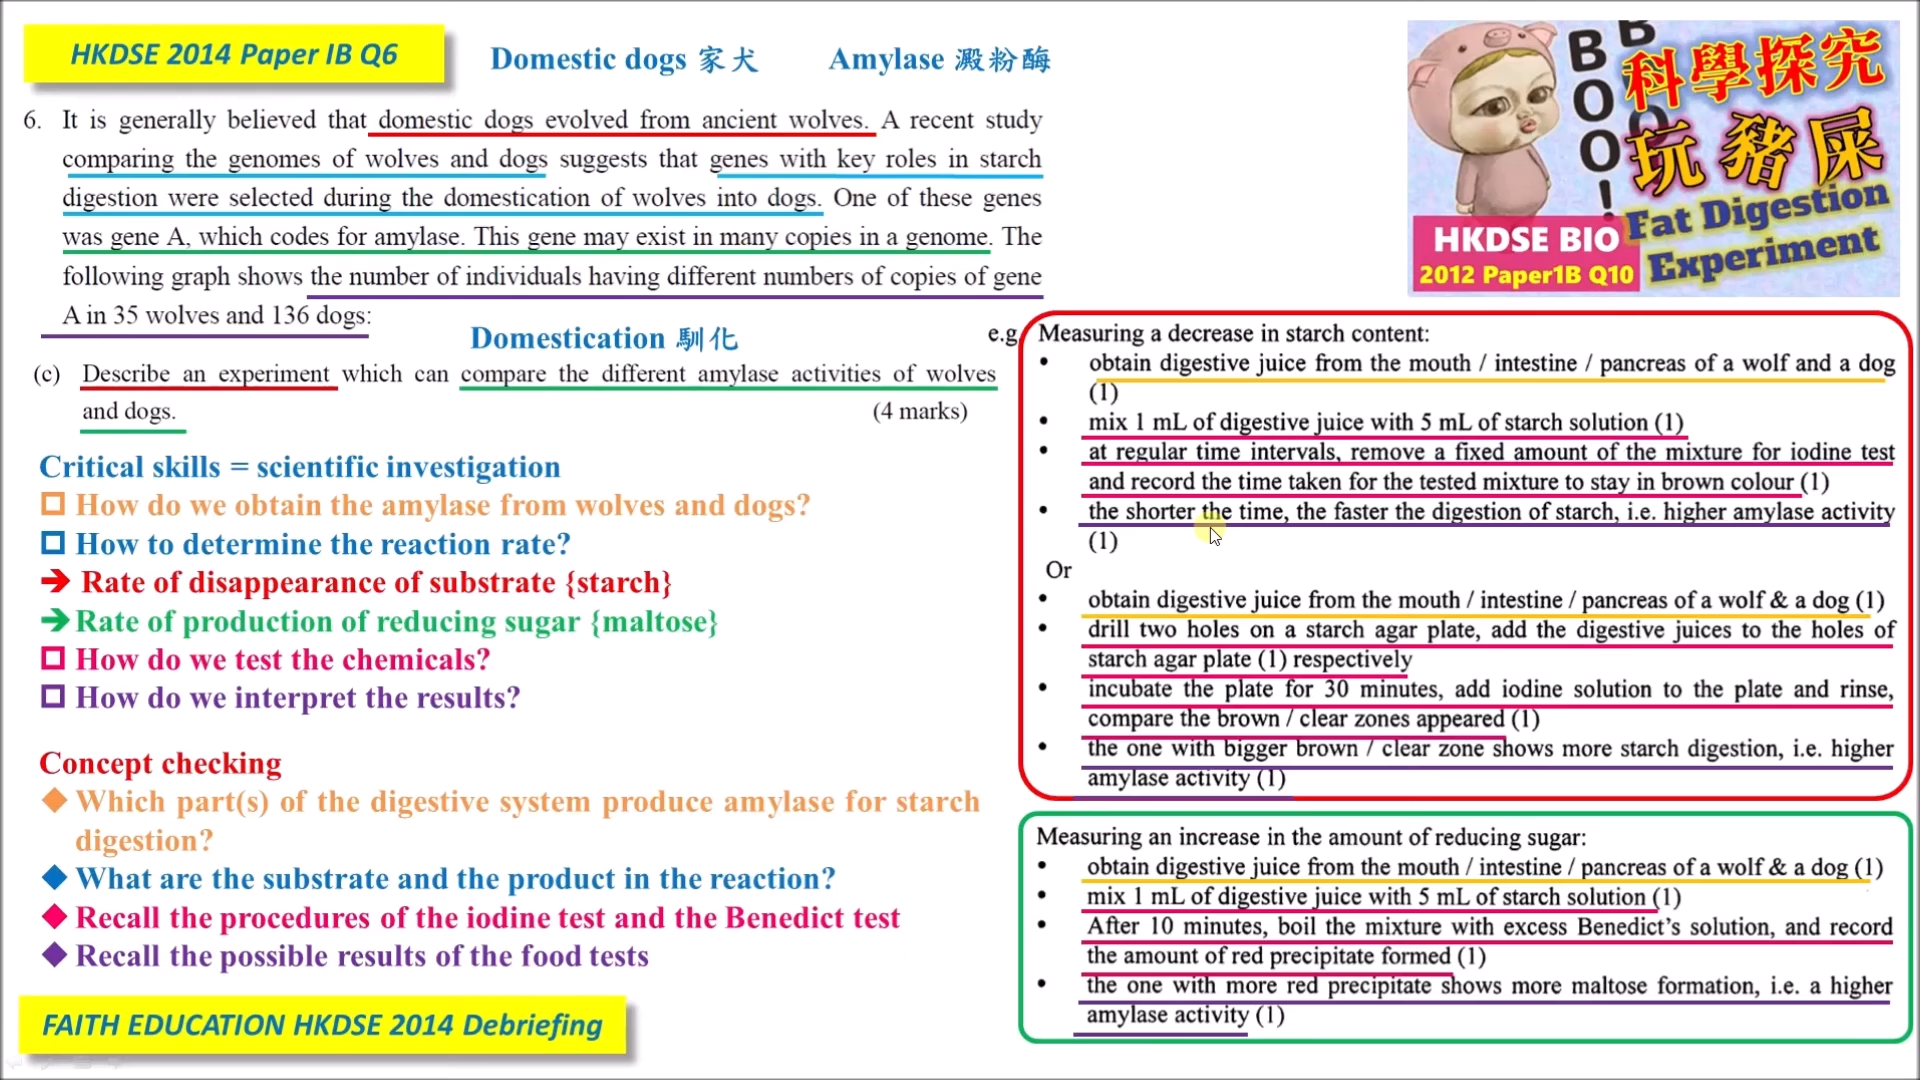 HKDSE 2014 Paper IB Q6
Domestic dogs 家犬
Amylase 澱粉酶
6. It is generally believed that domestic dogs evolved from ancient wolves. A recent study
comparing the genomes of wolves and dogs suggests that genes with key roles in starch
digestion were selected during the domestication of wolves into dogs. One of these genes
was gene A, which codes for amylase. This gene may exist in many copies in a genome. The
following graph shows the number of individuals having different numbers of copies of gene
A in 35 wolves and 136 dogs:
Domestication 馴化
(c) Describe an experiment which can compare the different amylase activities of wolves
and dogs. (4 marks)
Critical skills = scientific investigation
How do we obtain the amylase from wolves and dogs?
How to determine the reaction rate?
➔ Rate of disappearance of substrate {starch}
➔ Rate of production of reducing sugar {maltose}
How do we test the chemicals?
How do we interpret the results?
Concept checking
◆ Which part(s) of the digestive system produce amylase for starch
digestion?
◆ What are the substrate and the product in the reaction?
◆ Recall the procedures of the iodine test and the Benedict test
◆ Recall the possible results of the food tests
FAITH EDUCATION HKDSE 2014 Debriefing
BOO!
科學探究
玩豬屎
Fat Digestion
Experiment
HKDSE BIO
2012 Paper1B Q10
e.g. Measuring a decrease in starch content:
• obtain digestive juice from the mouth / intestine / pancreas of a wolf and a dog
(1)
• mix 1 mL of digestive juice with 5 mL of starch solution (1)
• at regular time intervals, remove a fixed amount of the mixture for iodine test
and record the time taken for the tested mixture to stay in brown colour (1)
• the shorter the time, the faster the digestion of starch, i.e. higher amylase activity
(1)
Or
• obtain digestive juice from the mouth / intestine / pancreas of a wolf & a dog (1)
• drill two holes on a starch agar plate, add the digestive juices to the holes of
starch agar plate (1) respectively
• incubate the plate for 30 minutes, add iodine solution to the plate and rinse,
compare the brown / clear zones appeared (1)
• the one with bigger brown / clear zone shows more starch digestion, i.e. higher
amylase activity (1)
Measuring an increase in the amount of reducing sugar:
• obtain digestive juice from the mouth / intestine / pancreas of a wolf & a dog (1)
• mix 1 mL of digestive juice with 5 mL of starch solution (1)
• After 10 minutes, boil the mixture with excess Benedict’s solution, and record
the amount of red precipitate formed (1)
• the one with more red precipitate shows more maltose formation, i.e. a higher
amylase activity (1)